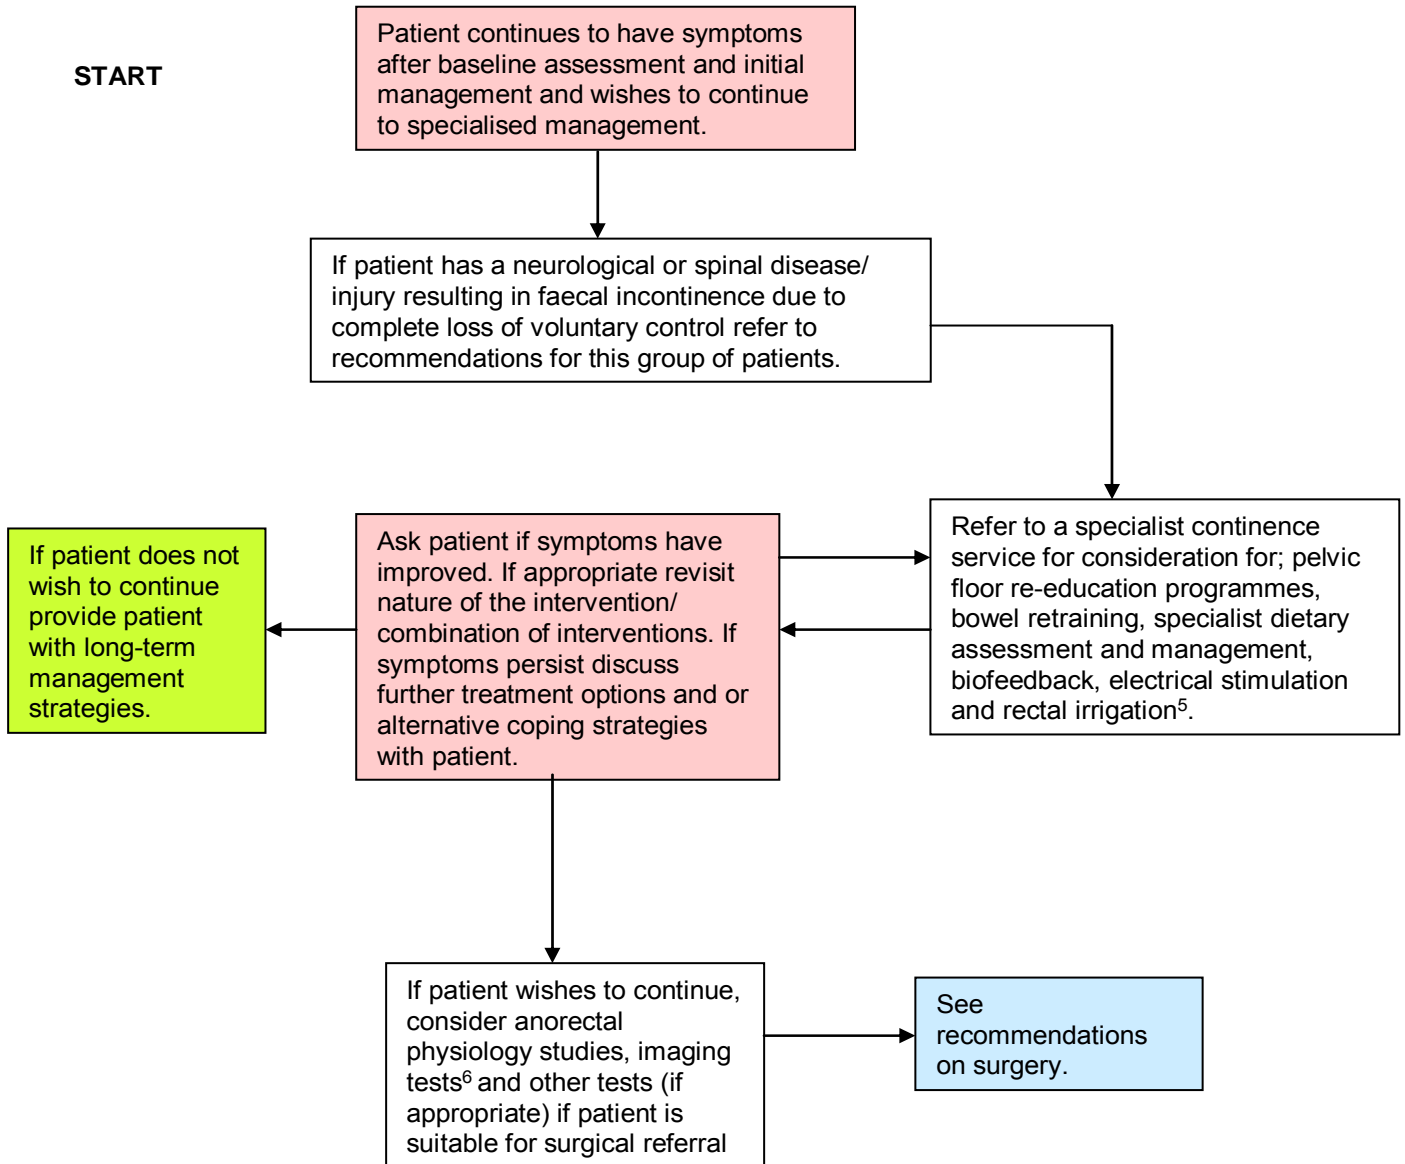 START
Patient continues to have symptoms
after baseline assessment and initial
management and wishes to continue
to specialised management.
If patient has a neurological or spinal disease/
injury resulting in faecal incontinence due to
complete loss of voluntary control refer to
recommendations for this group of patients.
If patient does not
wish to continue
provide patient
with long-term
management
strategies.
Ask patient if symptoms have
improved. If appropriate revisit
nature of the intervention/
combination of interventions. If
symptoms persist discuss
further treatment options and or
alternative coping strategies
with patient.
Refer to a specialist continence
service for consideration for; pelvic
floor re-education programmes,
bowel retraining, specialist dietary
assessment and management,
biofeedback, electrical stimulation
and rectal irrigation⁵.
If patient wishes to continue,
consider anorectal
physiology studies, imaging
tests⁶ and other tests (if
appropriate) if patient is
suitable for surgical referral
See
recommendations
on surgery.